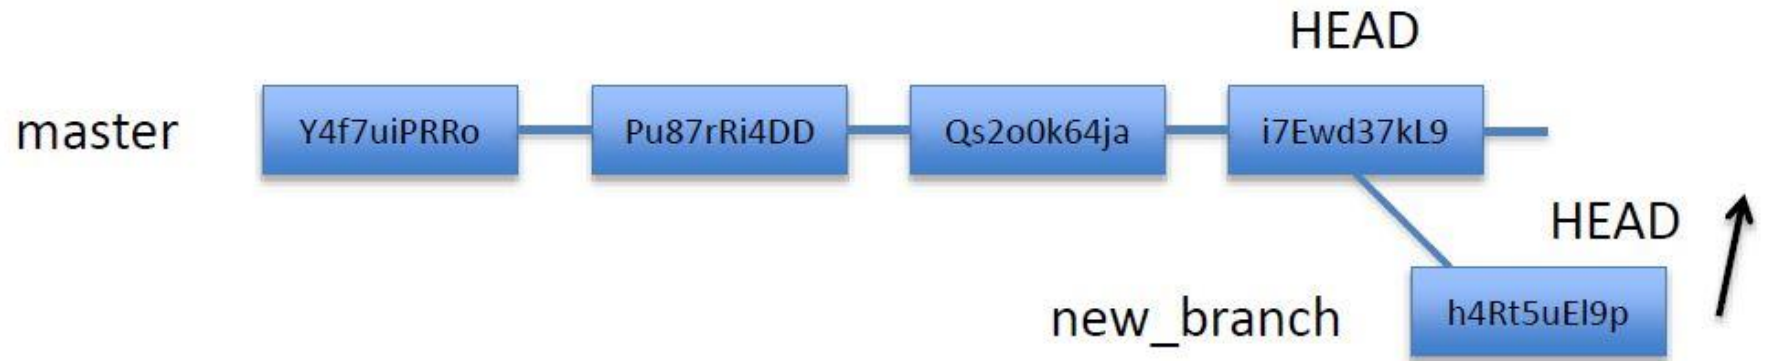 HEAD
master Y4f7uiPRRo Pu87rRi4DD Qs2o0k64ja i7Ewd37kL9
HEAD
new_branch h4Rt5uEl9p